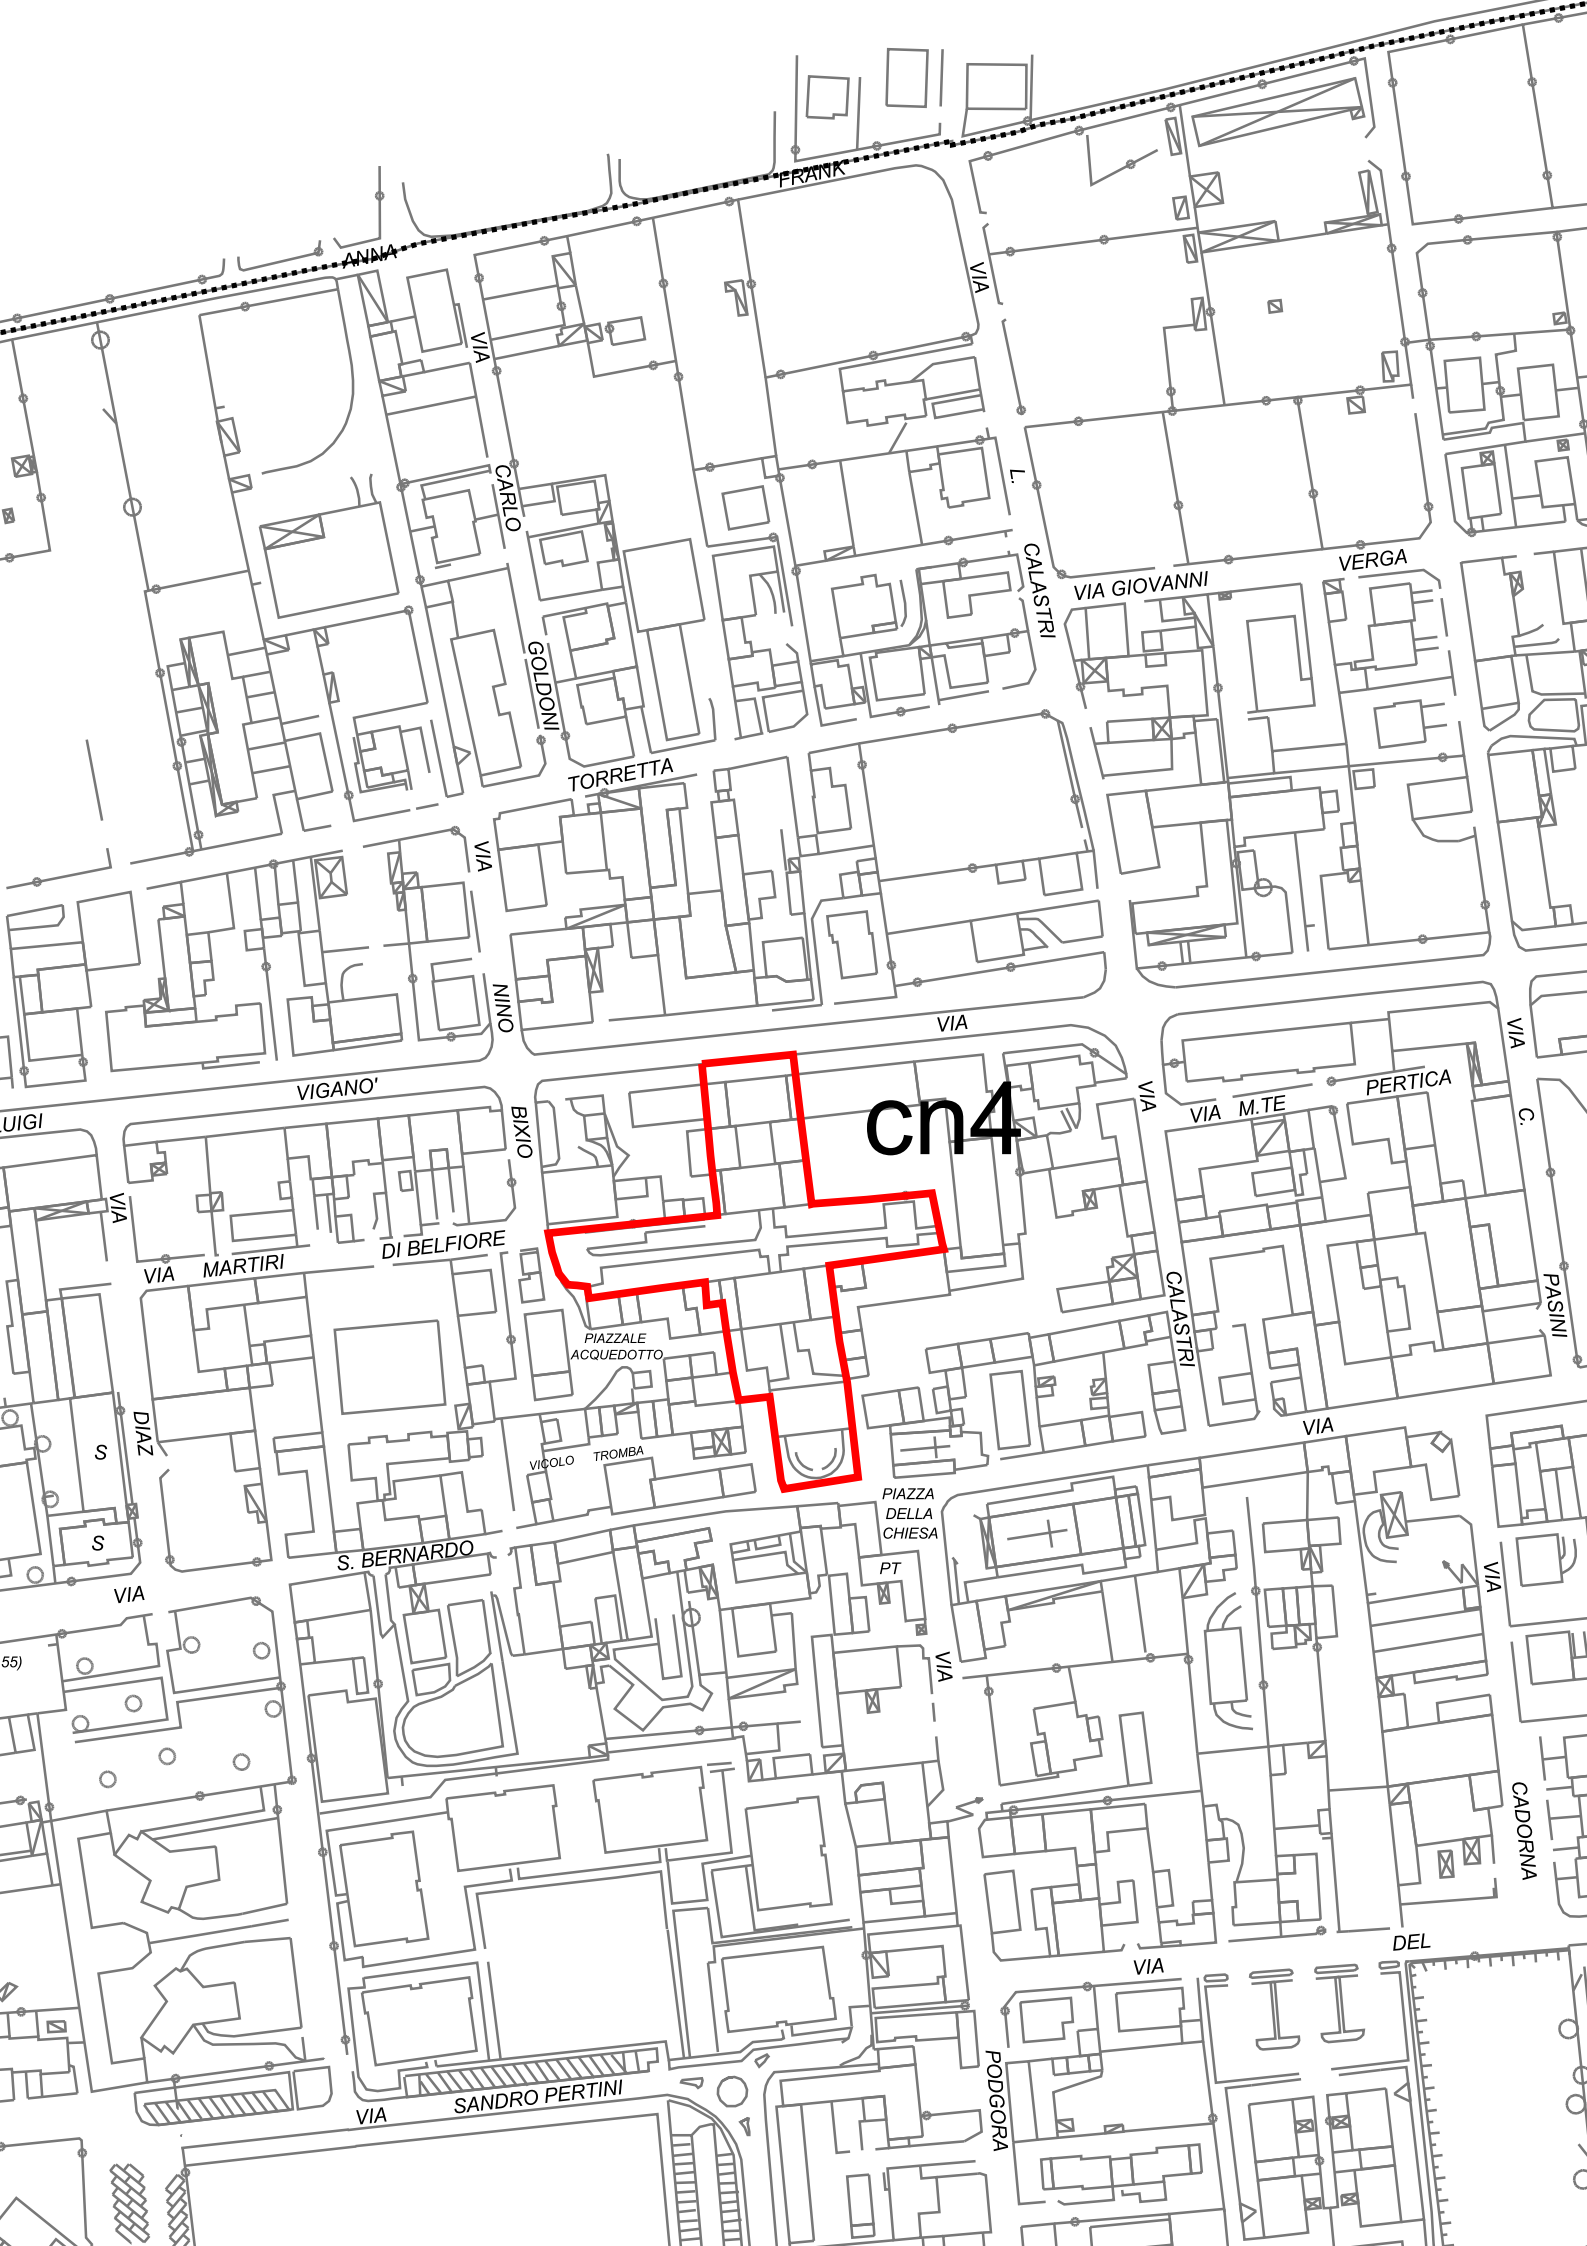 FRANK
ANNA
VIA
VIA
L.
CARLO
CALASTRI
VERGA
VIA GIOVANNI
GOLDONI
TORRETTA
VIA
NINO
VIA
VIA
VIGANO'
PERTICA
VIA
VIA M.TE
C.
LUIGI
BIXIO
cn4
VIA
DI BELFIORE
VIA MARTIRI
CALASTRI
PASINI
PIAZZALE
ACQUEDOTTO
DIAZ
VIA
S
VICOLO TROMBA
PIAZZA
DELLA
CHIESA
S
S. BERNARDO
PT
VIA
VIA
55)
VIA
CADORNA
DEL
VIA
PODGORA
VIA SANDRO PERTINI